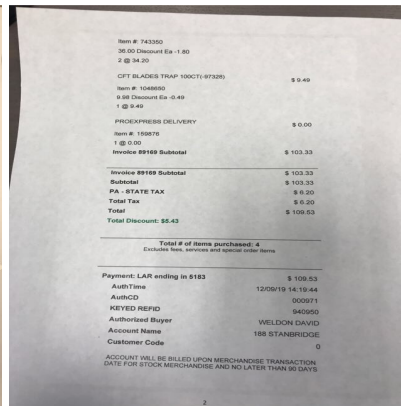 Item #: 743350
36.00 Discount Ea -1.80
2 @ 34.20
CFT BLADES TRAP 100CT(-97328) $ 9.49
Item #: 1048650
9.98 Discount Ea -0.49
1 @ 9.49
PROEXPRESS DELIVERY $ 0.00
Item #: 159876
1 @ 0.00
Invoice 89169 Subtotal $ 103.33
Invoice 89169 Subtotal $ 103.33
Subtotal $ 103.33
PA - STATE TAX $ 6.20
Total Tax $ 6.20
Total $ 109.53
Total Discount: $5.43
Total # of items purchased: 4
Excludes fees, services and special order items
Payment: LAR ending in 5183 $ 109.53
AuthTime 12/09/19 14:19:44
AuthCD 000971
KEYED REFID 940950
Authorized Buyer WELDON DAVID
Account Name 188 STANBRIDGE
Customer Code 0
ACCOUNT WILL BE BILLED UPON MERCHANDISE TRANSACTION
DATE FOR STOCK MERCHANDISE AND NO LATER THAN 90 DAYS
2